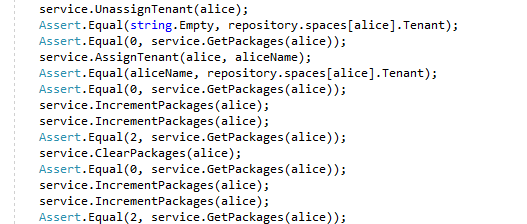 service.UnassignTenant(alice);
Assert.Equal(string.Empty, repository.spaces[alice].Tenant);
Assert.Equal(0, service.GetPackages(alice));
service.AssignTenant(alice, aliceName);
Assert.Equal(aliceName, repository.spaces[alice].Tenant);
Assert.Equal(0, service.GetPackages(alice));
service.IncrementPackages(alice);
service.IncrementPackages(alice);
Assert.Equal(2, service.GetPackages(alice));
service.ClearPackages(alice);
Assert.Equal(0, service.GetPackages(alice));
service.IncrementPackages(alice);
service.IncrementPackages(alice);
Assert.Equal(2, service.GetPackages(alice));